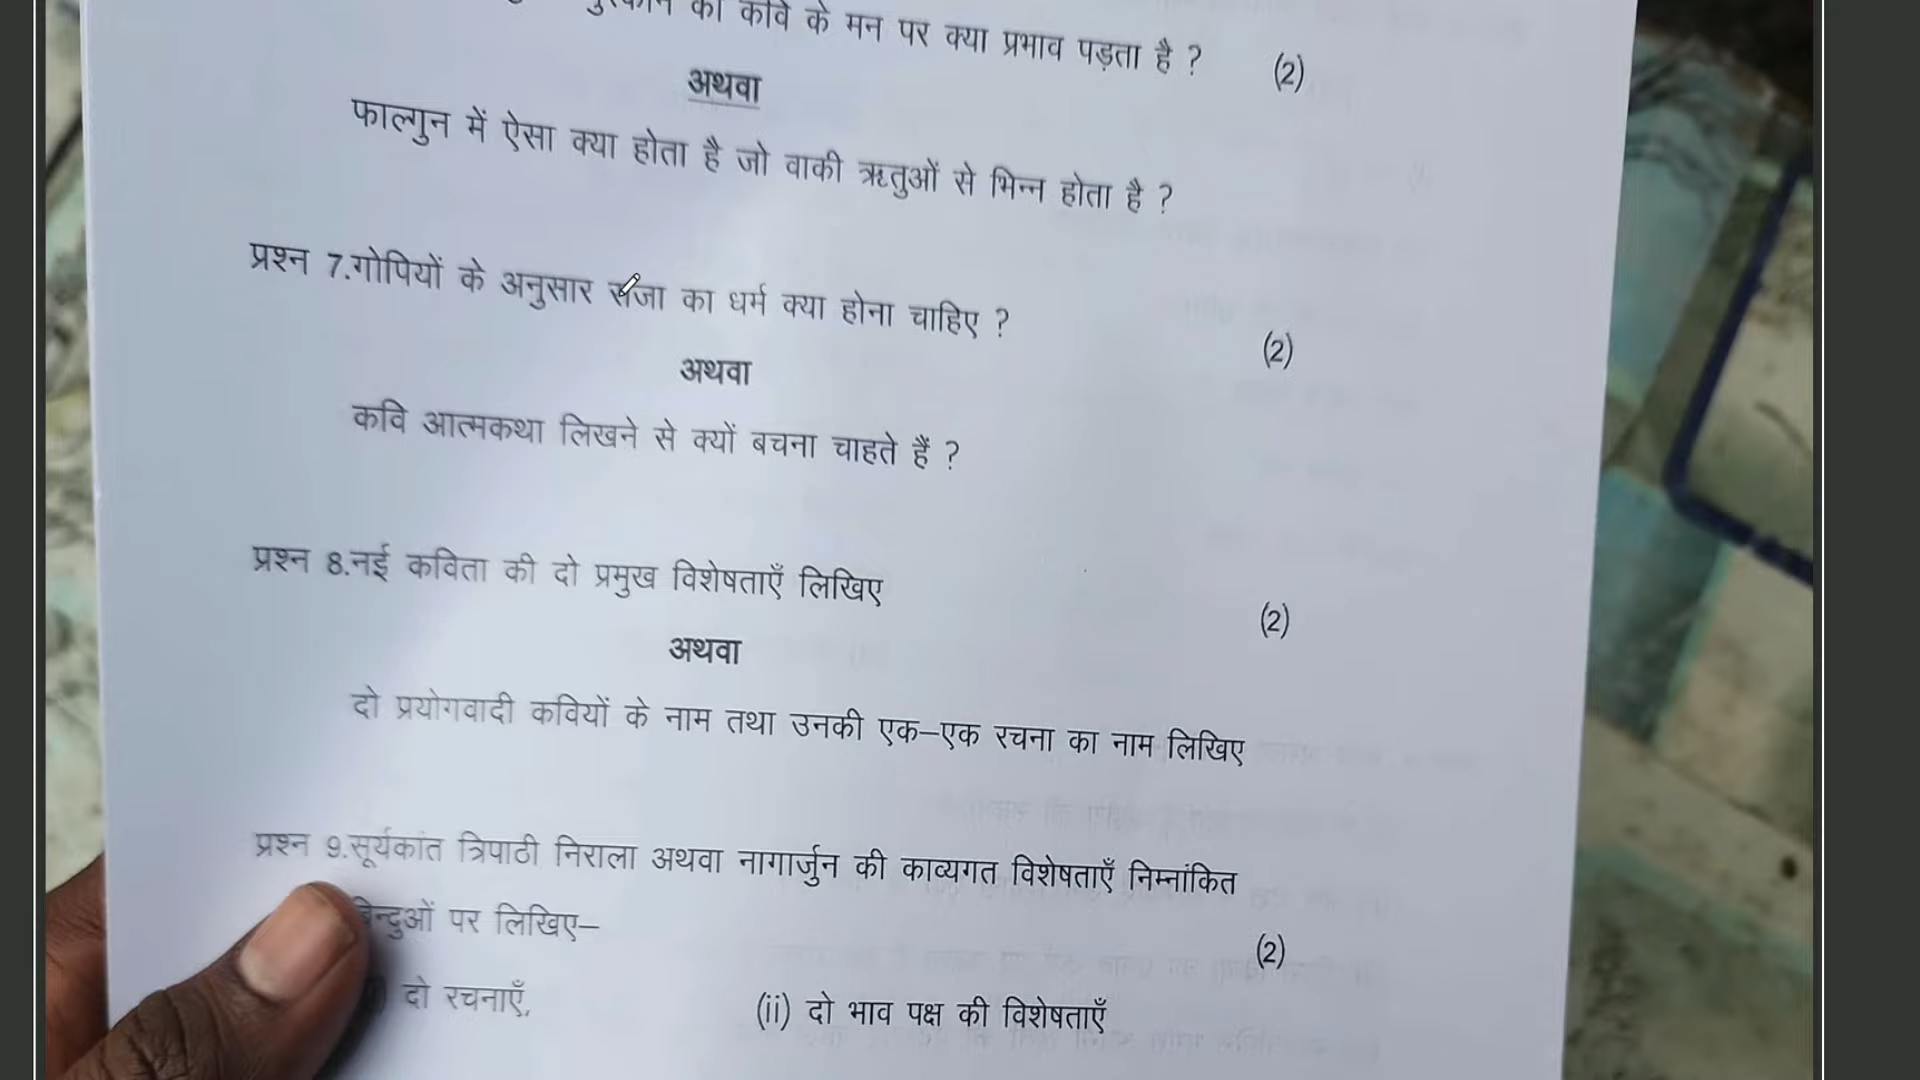 की कवि के मन पर क्या प्रभाव पड़ता है ? (2)
अथवा
फाल्गुन में ऐसा क्या होता है जो वाकी ऋतुओं से भिन्न होता है ?
प्रश्न 7.गोपियों के अनुसार राजा का धर्म क्या होना चाहिए ? (2)
अथवा
कवि आत्मकथा लिखने से क्यों बचना चाहते हैं ?
प्रश्न 8.नई कविता की दो प्रमुख विशेषताएँ लिखिए (2)
अथवा
दो प्रयोगवादी कवियों के नाम तथा उनकी एक–एक रचना का नाम लिखिए
प्रश्न 9.सूर्यकांत त्रिपाठी निराला अथवा नागार्जुन की काव्यगत विशेषताएँ निम्नांकित
बिन्दुओं पर लिखिए– (2)
दो रचनाएँ, (ii) दो भाव पक्ष की विशेषताएँ